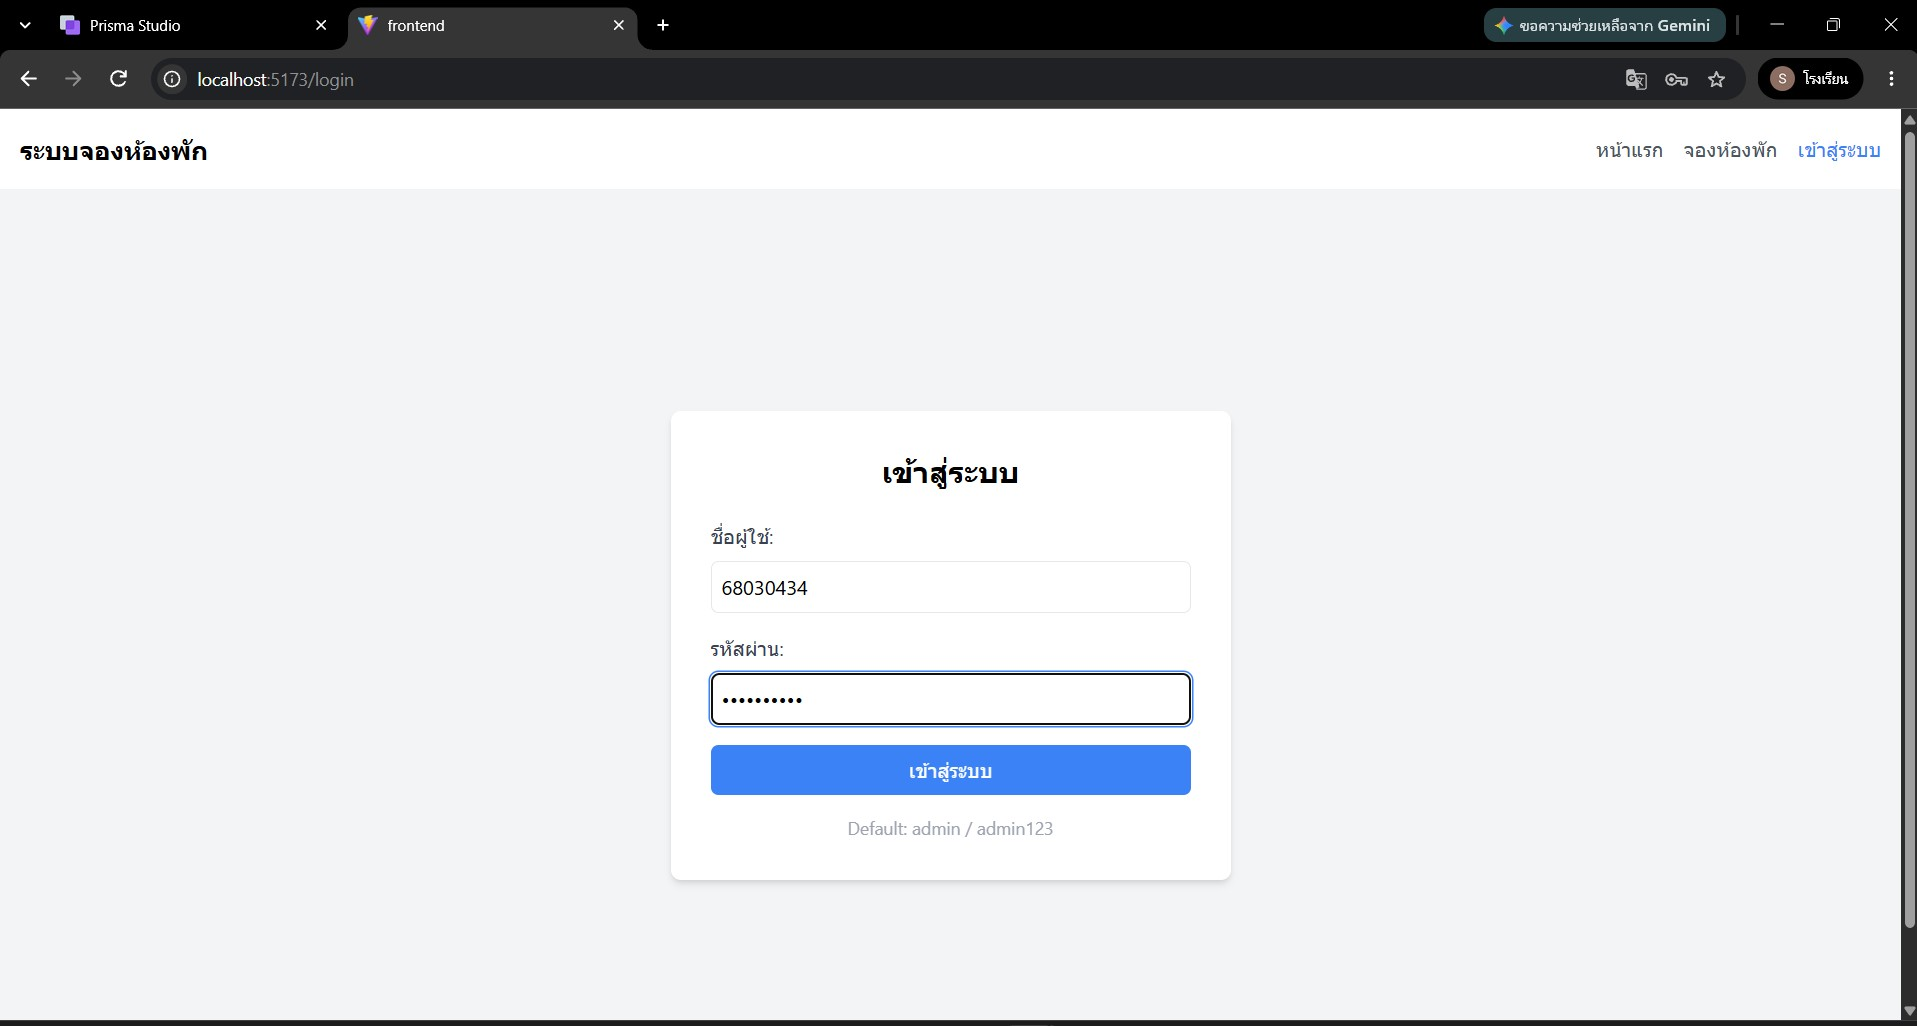 Prisma Studio
frontend
ขอความช่วยเหลือจาก Gemini
localhost:5173/login
S
โรงเรียน
ระบบจองห้องพัก
หน้าแรก
จองห้องพัก
เข้าสู่ระบบ
เข้าสู่ระบบ
ชื่อผู้ใช้:
68030434
รหัสผ่าน:
••••••••••
เข้าสู่ระบบ
Default: admin / admin123